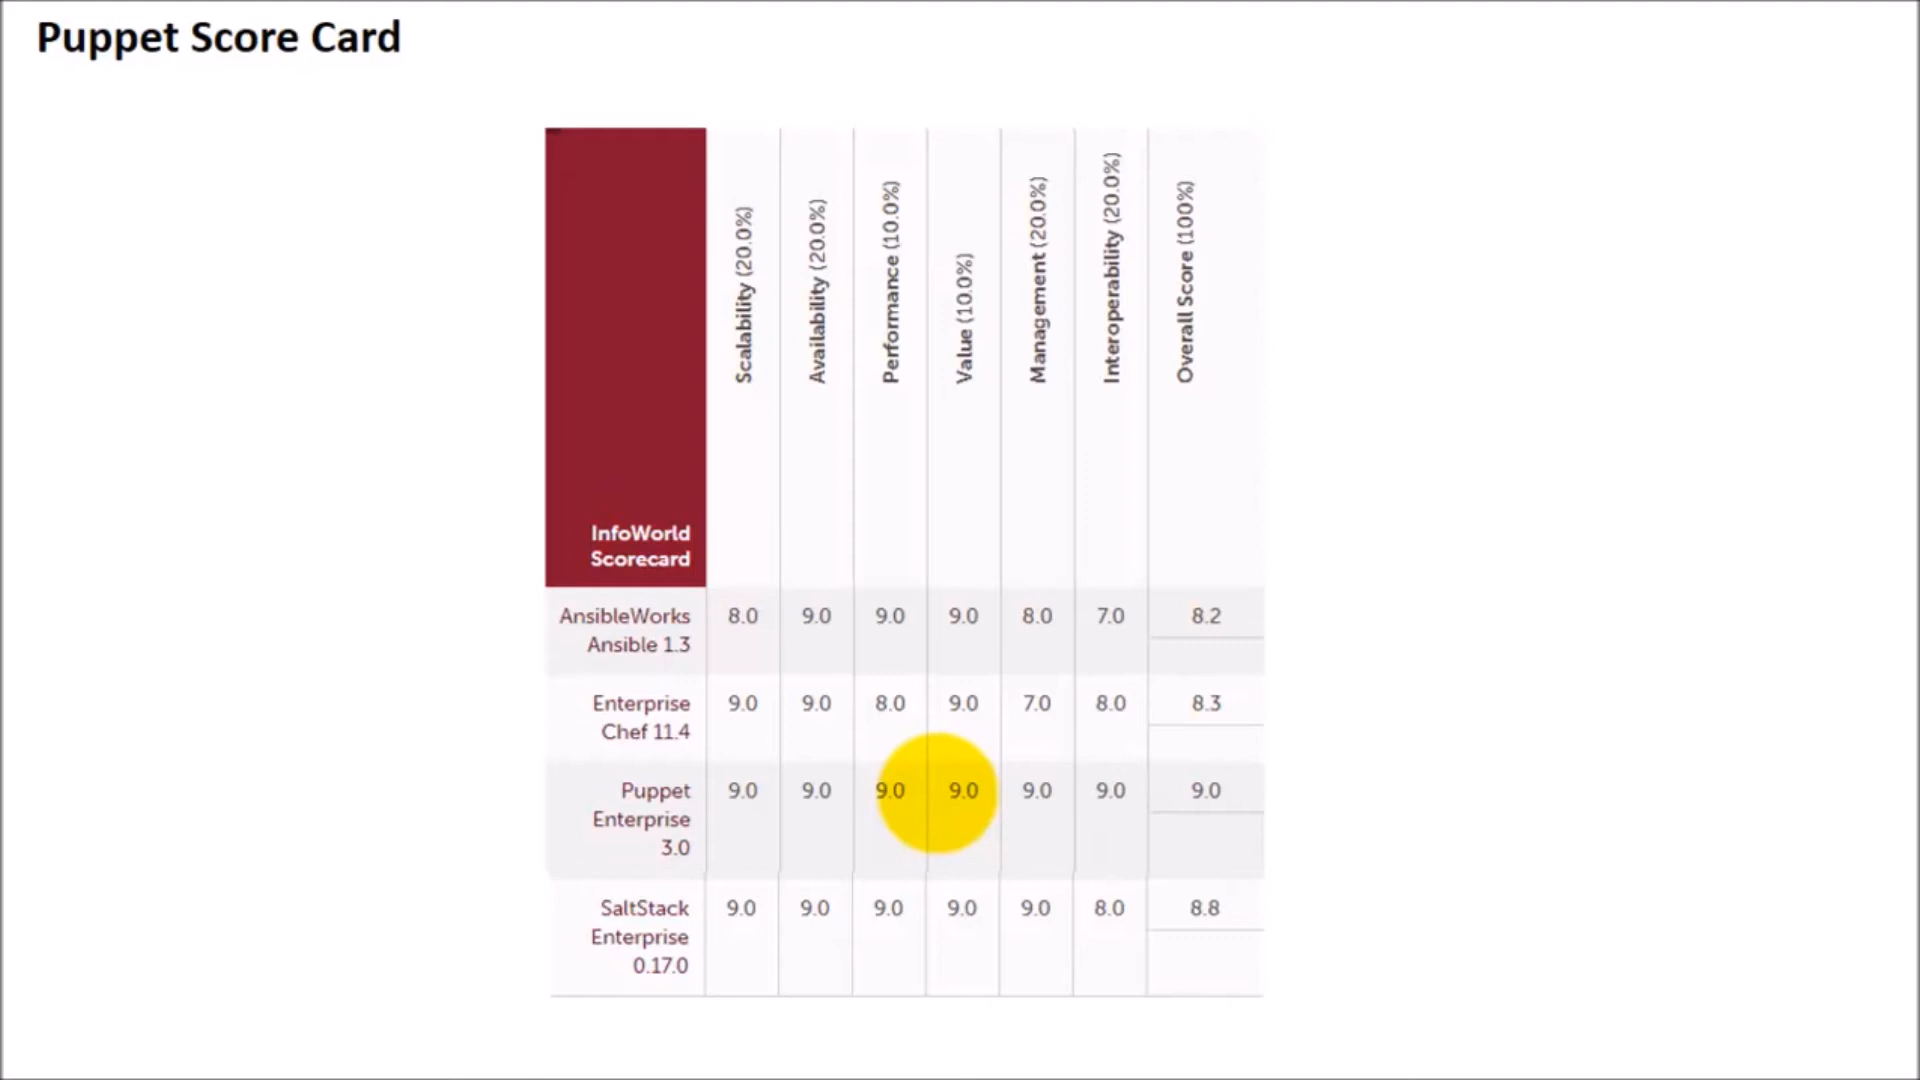 Puppet Score Card
InfoWorld
Scorecard
Scalability (20.0%)
Availability (20.0%)
Performance (10.0%)
Value (10.0%)
Management (20.0%)
Interoperability (20.0%)
Overall Score (100%)
AnsibleWorks
Ansible 1.3
8.0 9.0 9.0 9.0 8.0 7.0 8.2
Enterprise
Chef 11.4
9.0 9.0 8.0 9.0 7.0 8.0 8.3
Puppet
Enterprise
3.0
9.0 9.0 9.0 9.0 9.0 9.0 9.0
SaltStack
Enterprise
0.17.0
9.0 9.0 9.0 9.0 9.0 8.0 8.8